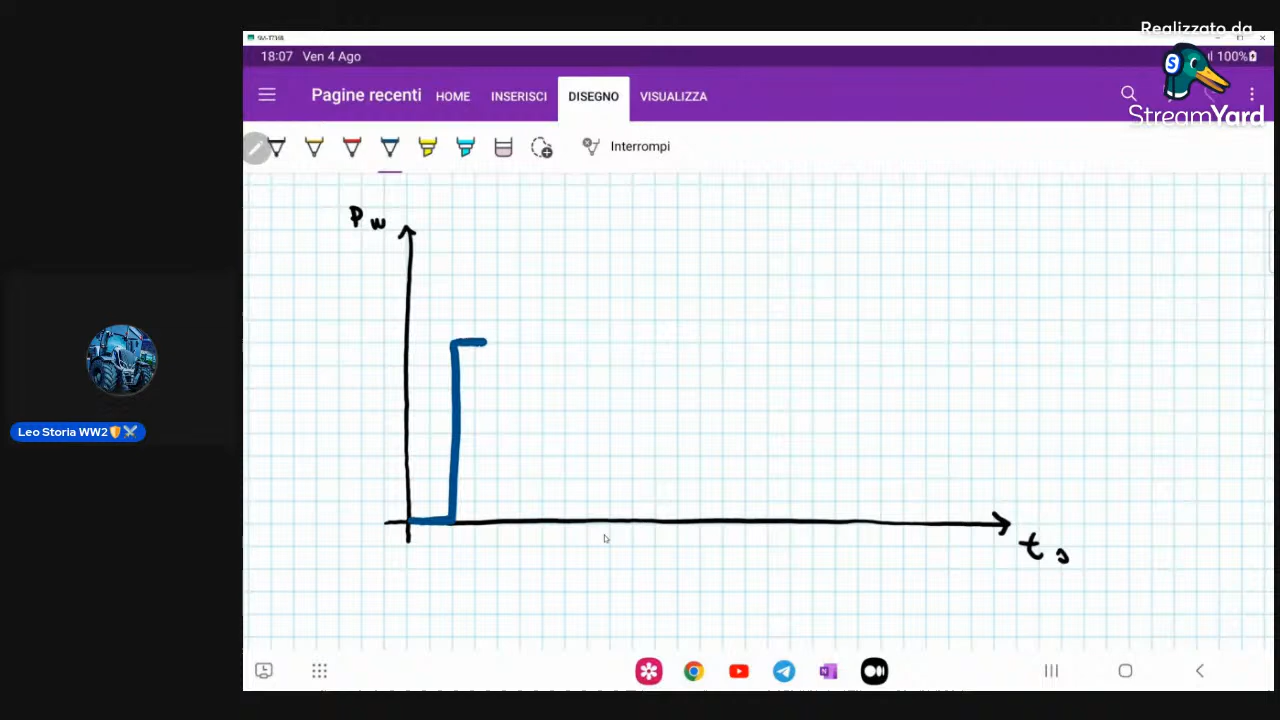 Realizzato da
StreamYard
18:07 Ven 4 Ago
100%
Pagine recenti HOME INSERISCI DISEGNO VISUALIZZA
Interrompi
P w
t s
Leo Storia WW2